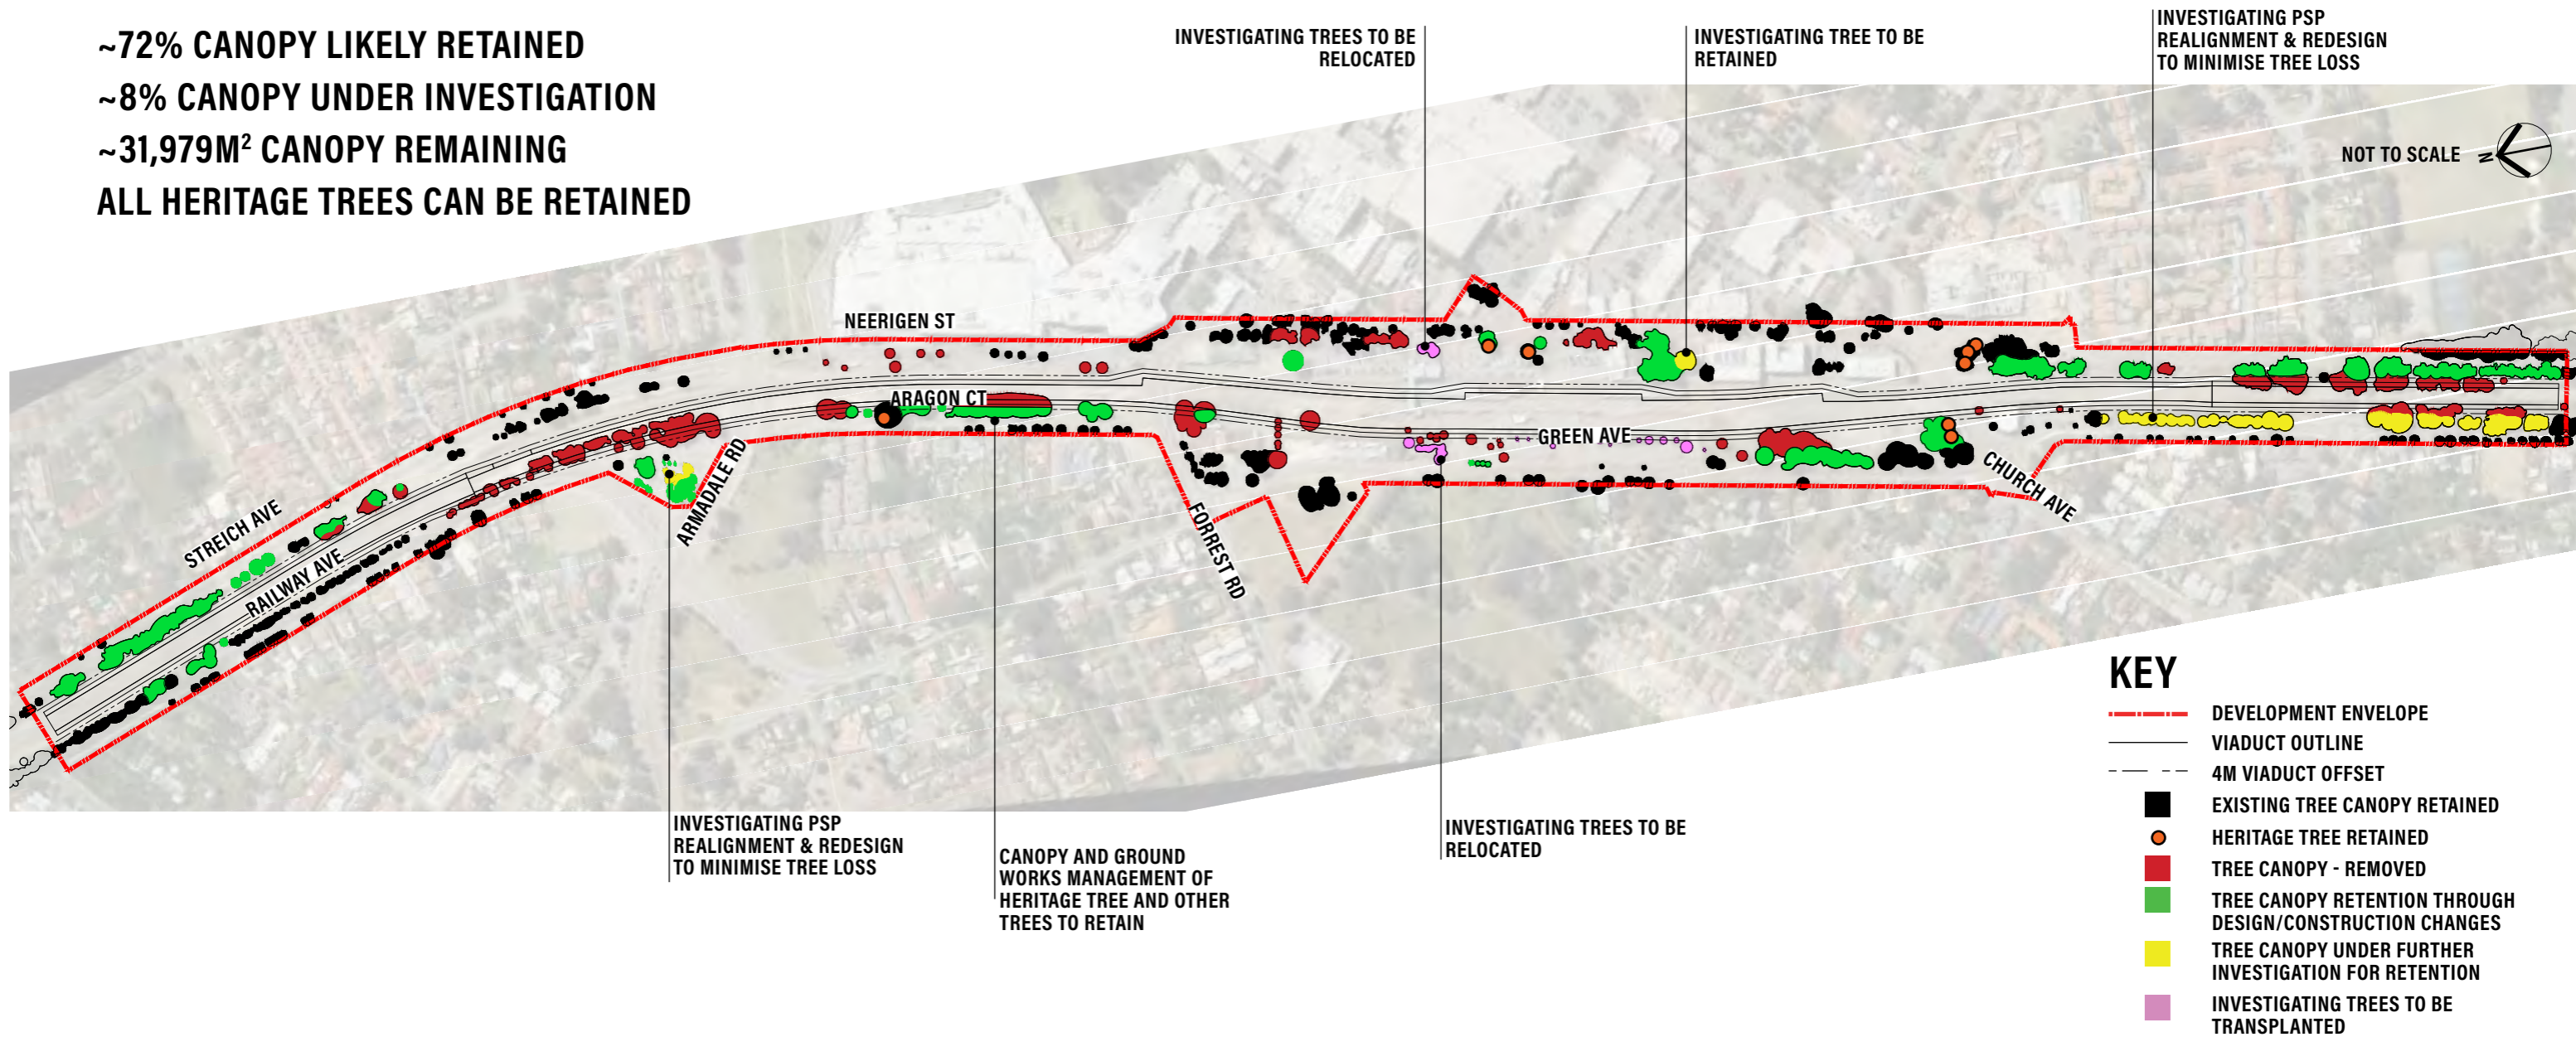 ~72% CANOPY LIKELY RETAINED
~8% CANOPY UNDER INVESTIGATION
~31,979M² CANOPY REMAINING
ALL HERITAGE TREES CAN BE RETAINED
INVESTIGATING TREES TO BE
RELOCATED
INVESTIGATING TREE TO BE
RETAINED
INVESTIGATING PSP
REALIGNMENT & REDESIGN
TO MINIMISE TREE LOSS
NOT TO SCALE
N
NEERIGEN ST
ARAGON CT
GREEN AVE
STREICH AVE
RAILWAY AVE
ARMADALE RD
FORREST RD
CHURCH AVE
INVESTIGATING PSP
REALIGNMENT & REDESIGN
TO MINIMISE TREE LOSS
CANOPY AND GROUND
WORKS MANAGEMENT OF
HERITAGE TREE AND OTHER
TREES TO RETAIN
INVESTIGATING TREES TO BE
RELOCATED
KEY
DEVELOPMENT ENVELOPE
VIADUCT OUTLINE
4M VIADUCT OFFSET
EXISTING TREE CANOPY RETAINED
HERITAGE TREE RETAINED
TREE CANOPY - REMOVED
TREE CANOPY RETENTION THROUGH
DESIGN/CONSTRUCTION CHANGES
TREE CANOPY UNDER FURTHER
INVESTIGATION FOR RETENTION
INVESTIGATING TREES TO BE
TRANSPLANTED